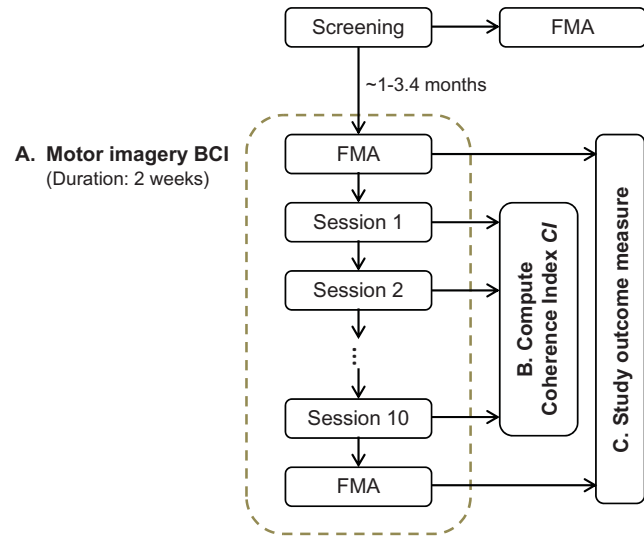 Screening
FMA
~1-3.4 months
A. Motor imagery BCI
(Duration: 2 weeks)
FMA
Session 1
Session 2
...
Session 10
FMA
B. Compute
Coherence Index CI
C. Study outcome measure